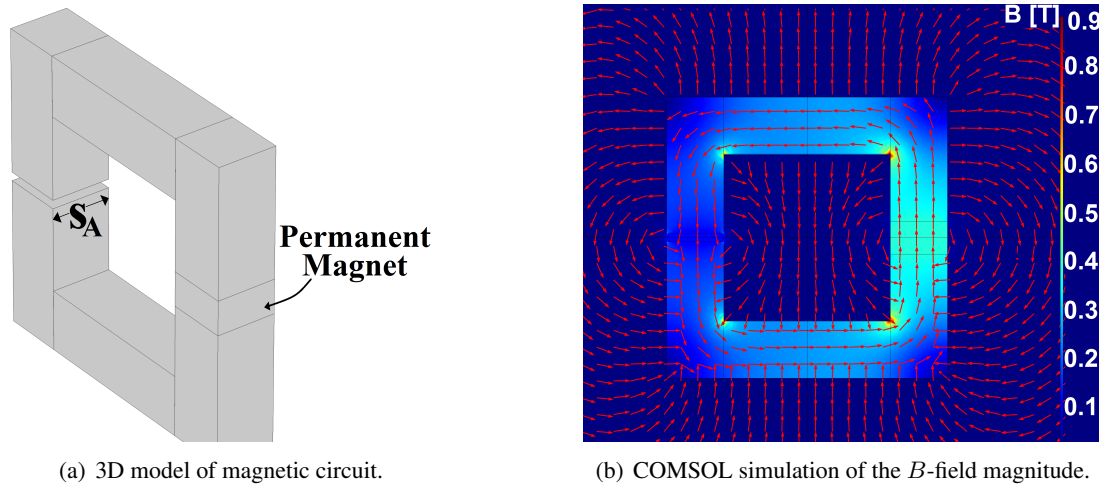 S_A
Permanent
Magnet
(a) 3D model of magnetic circuit.
B [T] 0.9
0.8
0.7
0.6
0.5
0.4
0.3
0.2
0.1
(b) COMSOL simulation of the B-field magnitude.